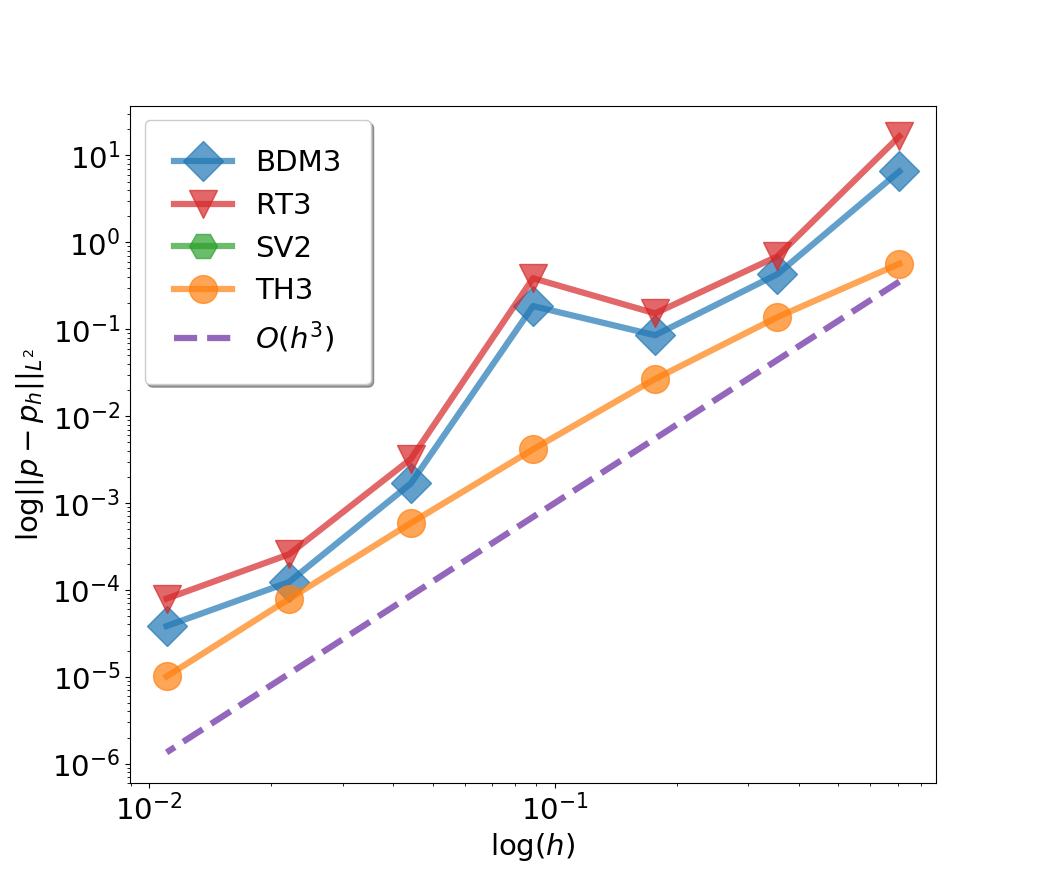 BDM3
RT3
SV2
TH3
O(h³)
10¹
10⁰
10⁻¹
10⁻²
10⁻³
10⁻⁴
10⁻⁵
10⁻⁶
log||p − pₕ||_{L²}
10⁻² 10⁻¹
log(h)